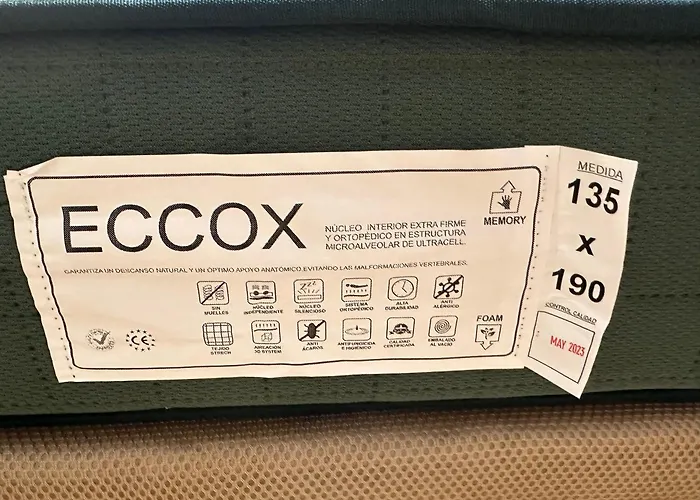 ECCOX
NÚCLEO INTERIOR EXTRA FIRME
Y ORTOPÉDICO EN ESTRUCTURA
MICROALVEOLAR DE ULTRACELL.
GARANTIZA UN DESCANSO NATURAL Y UN ÓPTIMO APOYO ANATÓMICO, EVITANDO LAS MALFORMACIONES VERTEBRALES.
MEMORY
SIN
MUELLES
NÚCLEO
INDEPENDIENTE
NÚCLEO
SILENCIOSO
SISTEMA
ORTOPÉDICO
ALTA
DURABILIDAD
ANTI
ALÉRGICO
CE
TEJIDO
STRECH
AIREACIÓN
3D SYSTEM
ANTI
ÁCAROS
ANTIFUNGICIDA
E HIGIÉNICO
CALIDAD
CERTIFICADA
EMBALADO
AL VACÍO
FOAM
MEDIDA
135
x
190
CONTROL CALIDAD
MAY 2023